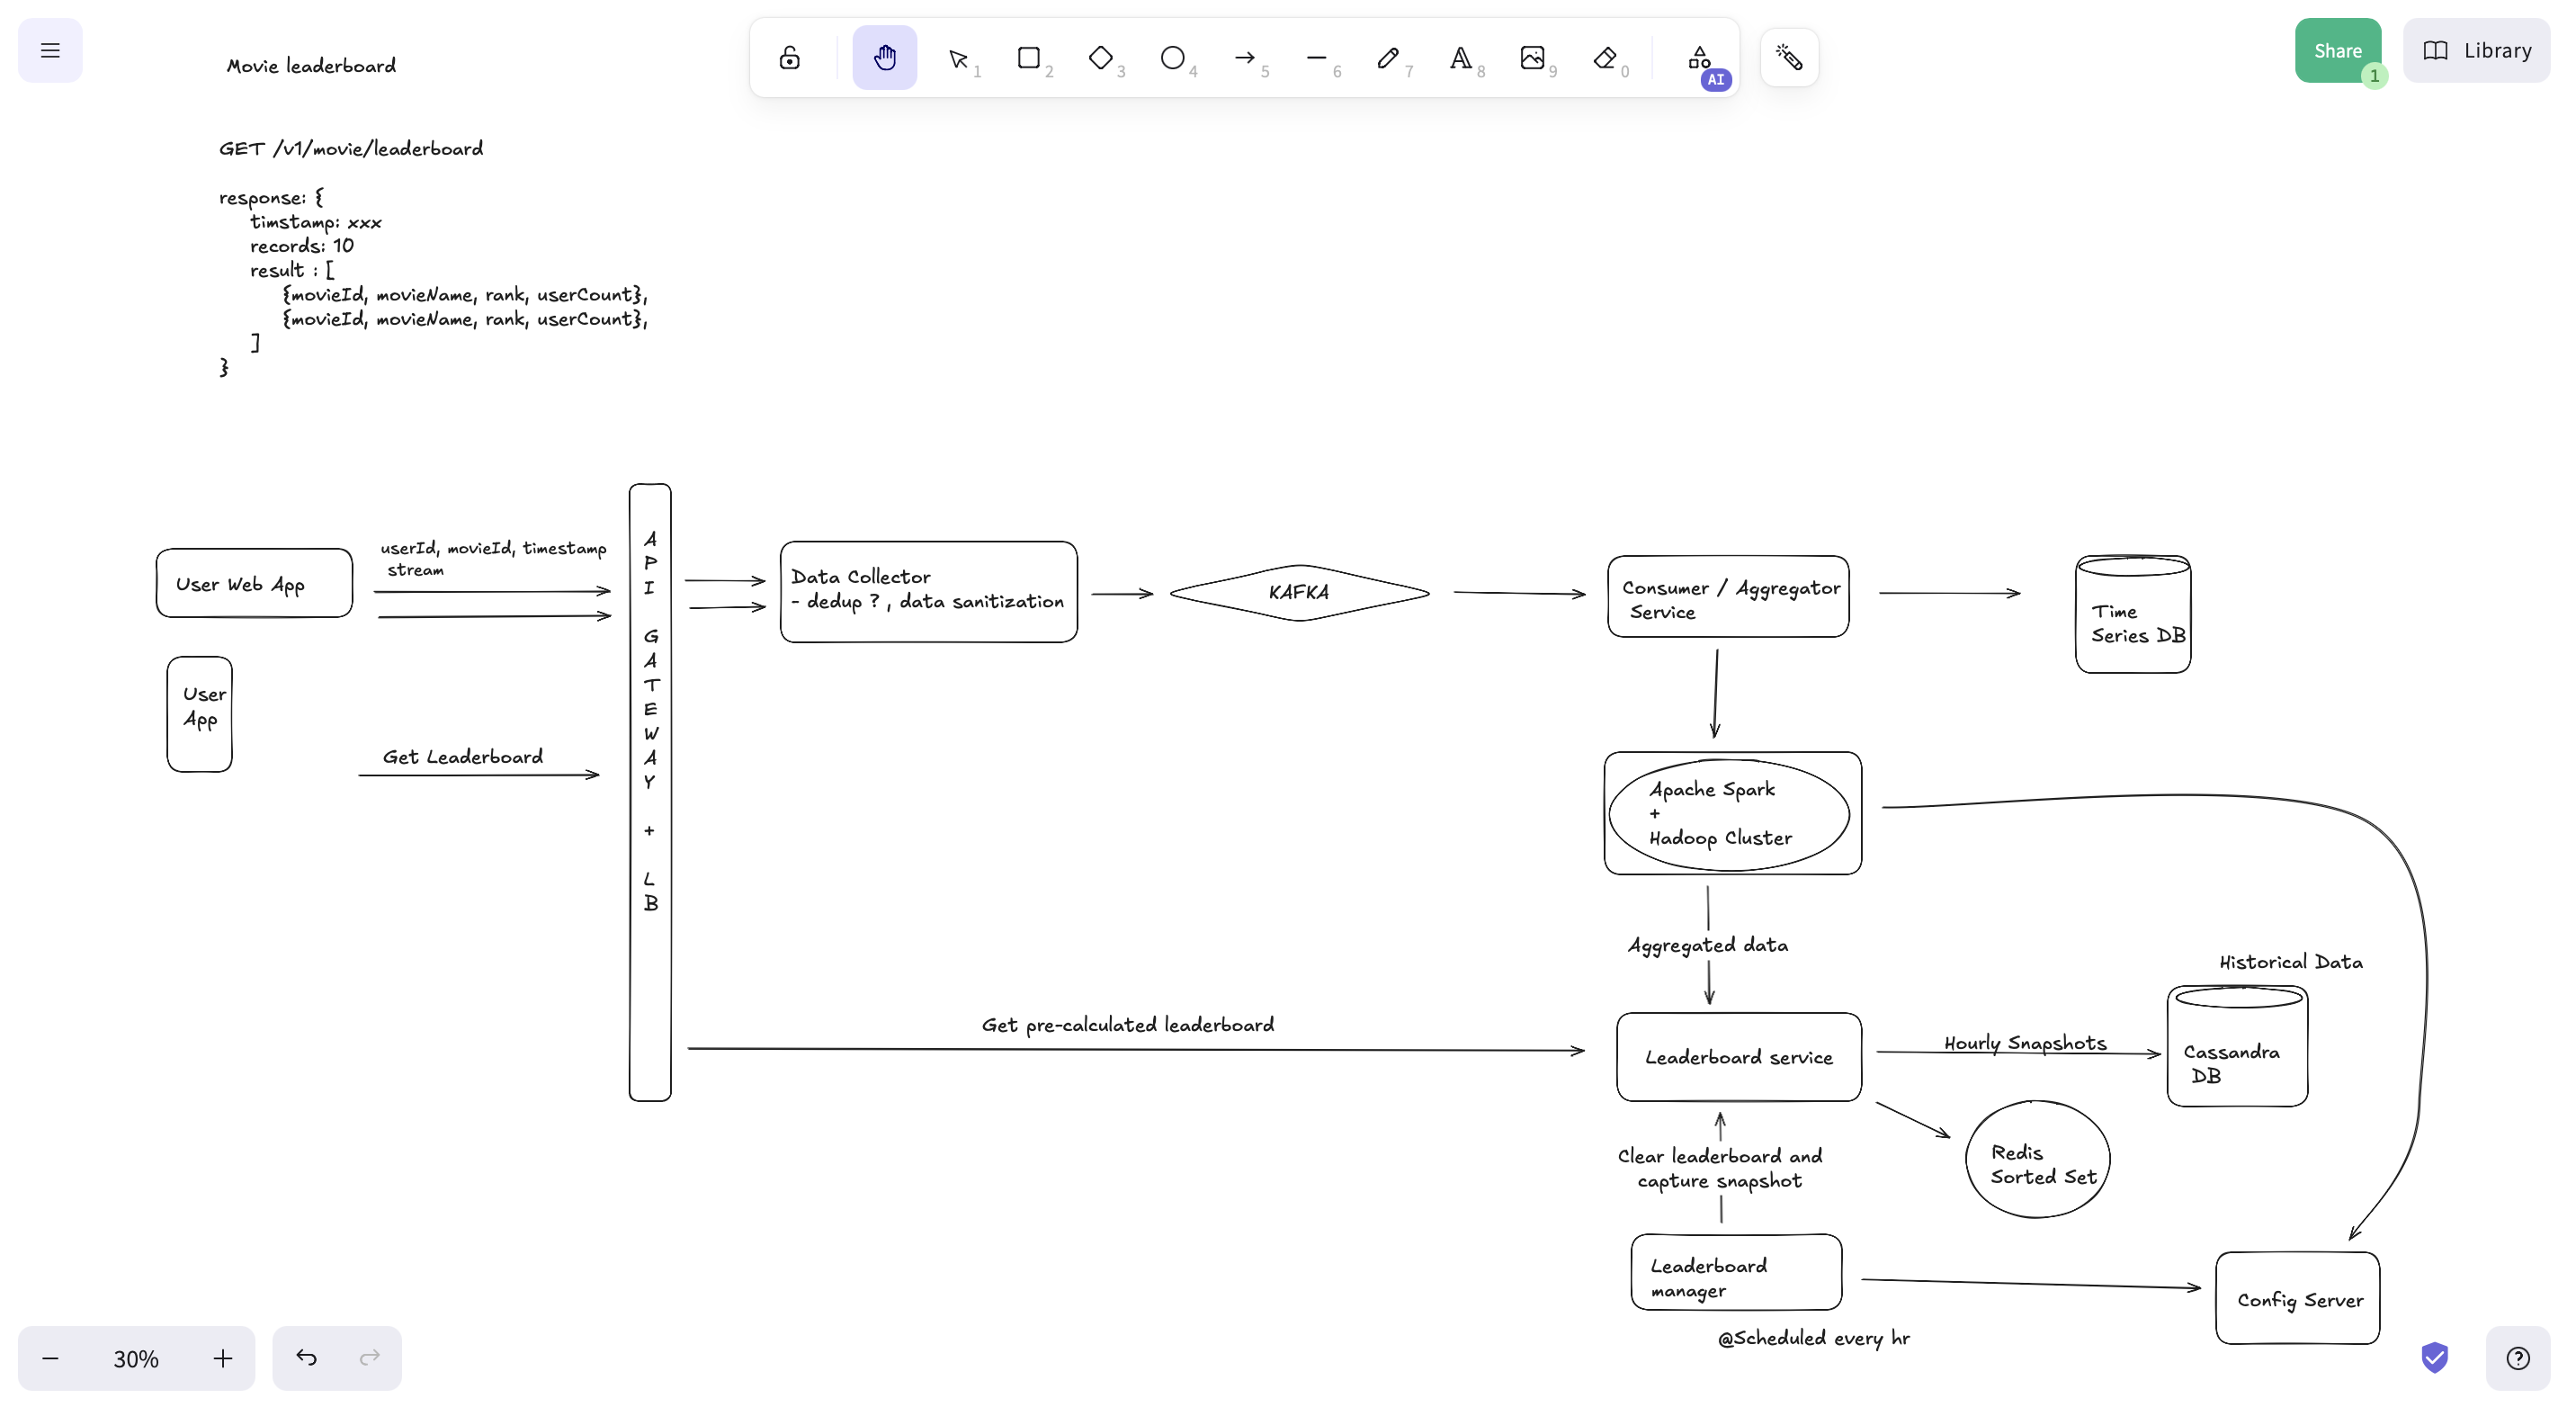 Movie leaderboard
1
2
3
4
5
6
7
8
9
0
AI
Share
1
Library
GET /v1/movie/leaderboard
response: {
timstamp: xxx
records: 10
result : [
{movieId, movieName, rank, userCount},
{movieId, movieName, rank, userCount},
]
}
User Web App
userId, movieId, timestamp
stream
User
App
Get Leaderboard
A
P
I
G
A
T
E
W
A
Y
+
L
B
Data Collector
- dedup ? , data sanitization
KAFKA
Consumer / Aggregator
Service
Time
Series DB
Apache Spark
+
Hadoop Cluster
Aggregated data
Get pre-calculated leaderboard
Leaderboard service
Hourly Snapshots
Historical Data
Cassandra
DB
Redis
Sorted Set
Clear leaderboard and
capture snapshot
Leaderboard
manager
@Scheduled every hr
Config Server
30%